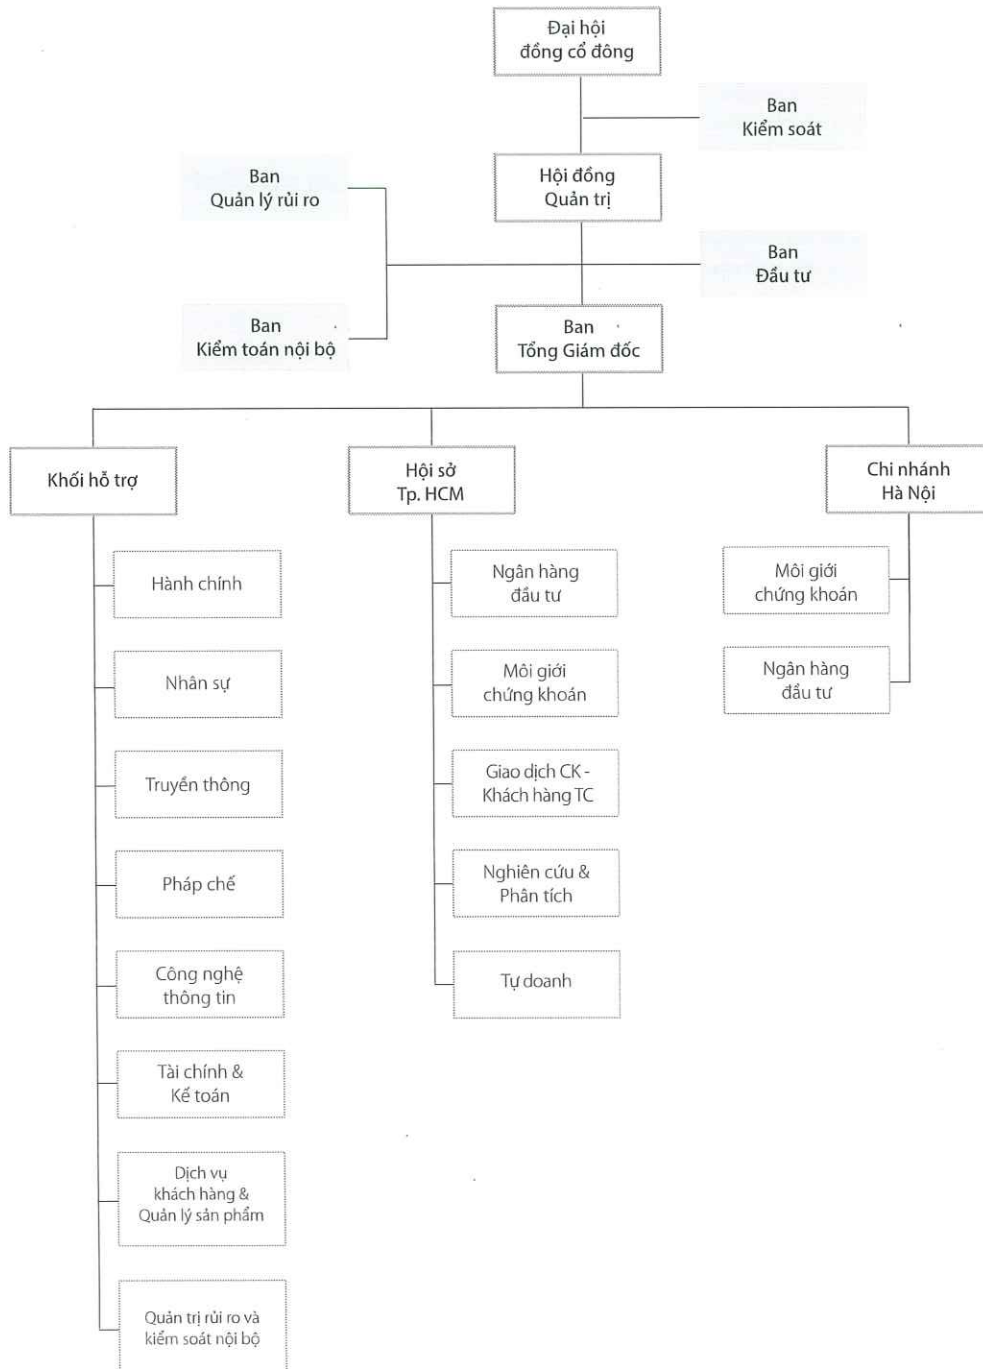 Đại hội
đồng cổ đông
Ban
Kiểm soát
Hội đồng
Quản trị
Ban
Quản lý rủi ro
Ban
Đầu tư
Ban
Kiểm toán nội bộ
Ban
Tổng Giám đốc
Khối hỗ trợ
Hành chính
Nhân sự
Truyền thông
Pháp chế
Công nghệ
thông tin
Tài chính &
Kế toán
Dịch vụ
khách hàng &
Quản lý sản phẩm
Quản trị rủi ro và
kiểm soát nội bộ
Hội sở
Tp. HCM
Ngân hàng
đầu tư
Môi giới
chứng khoán
Giao dịch CK -
Khách hàng TC
Nghiên cứu &
Phân tích
Tự doanh
Chi nhánh
Hà Nội
Môi giới
chứng khoán
Ngân hàng
đầu tư